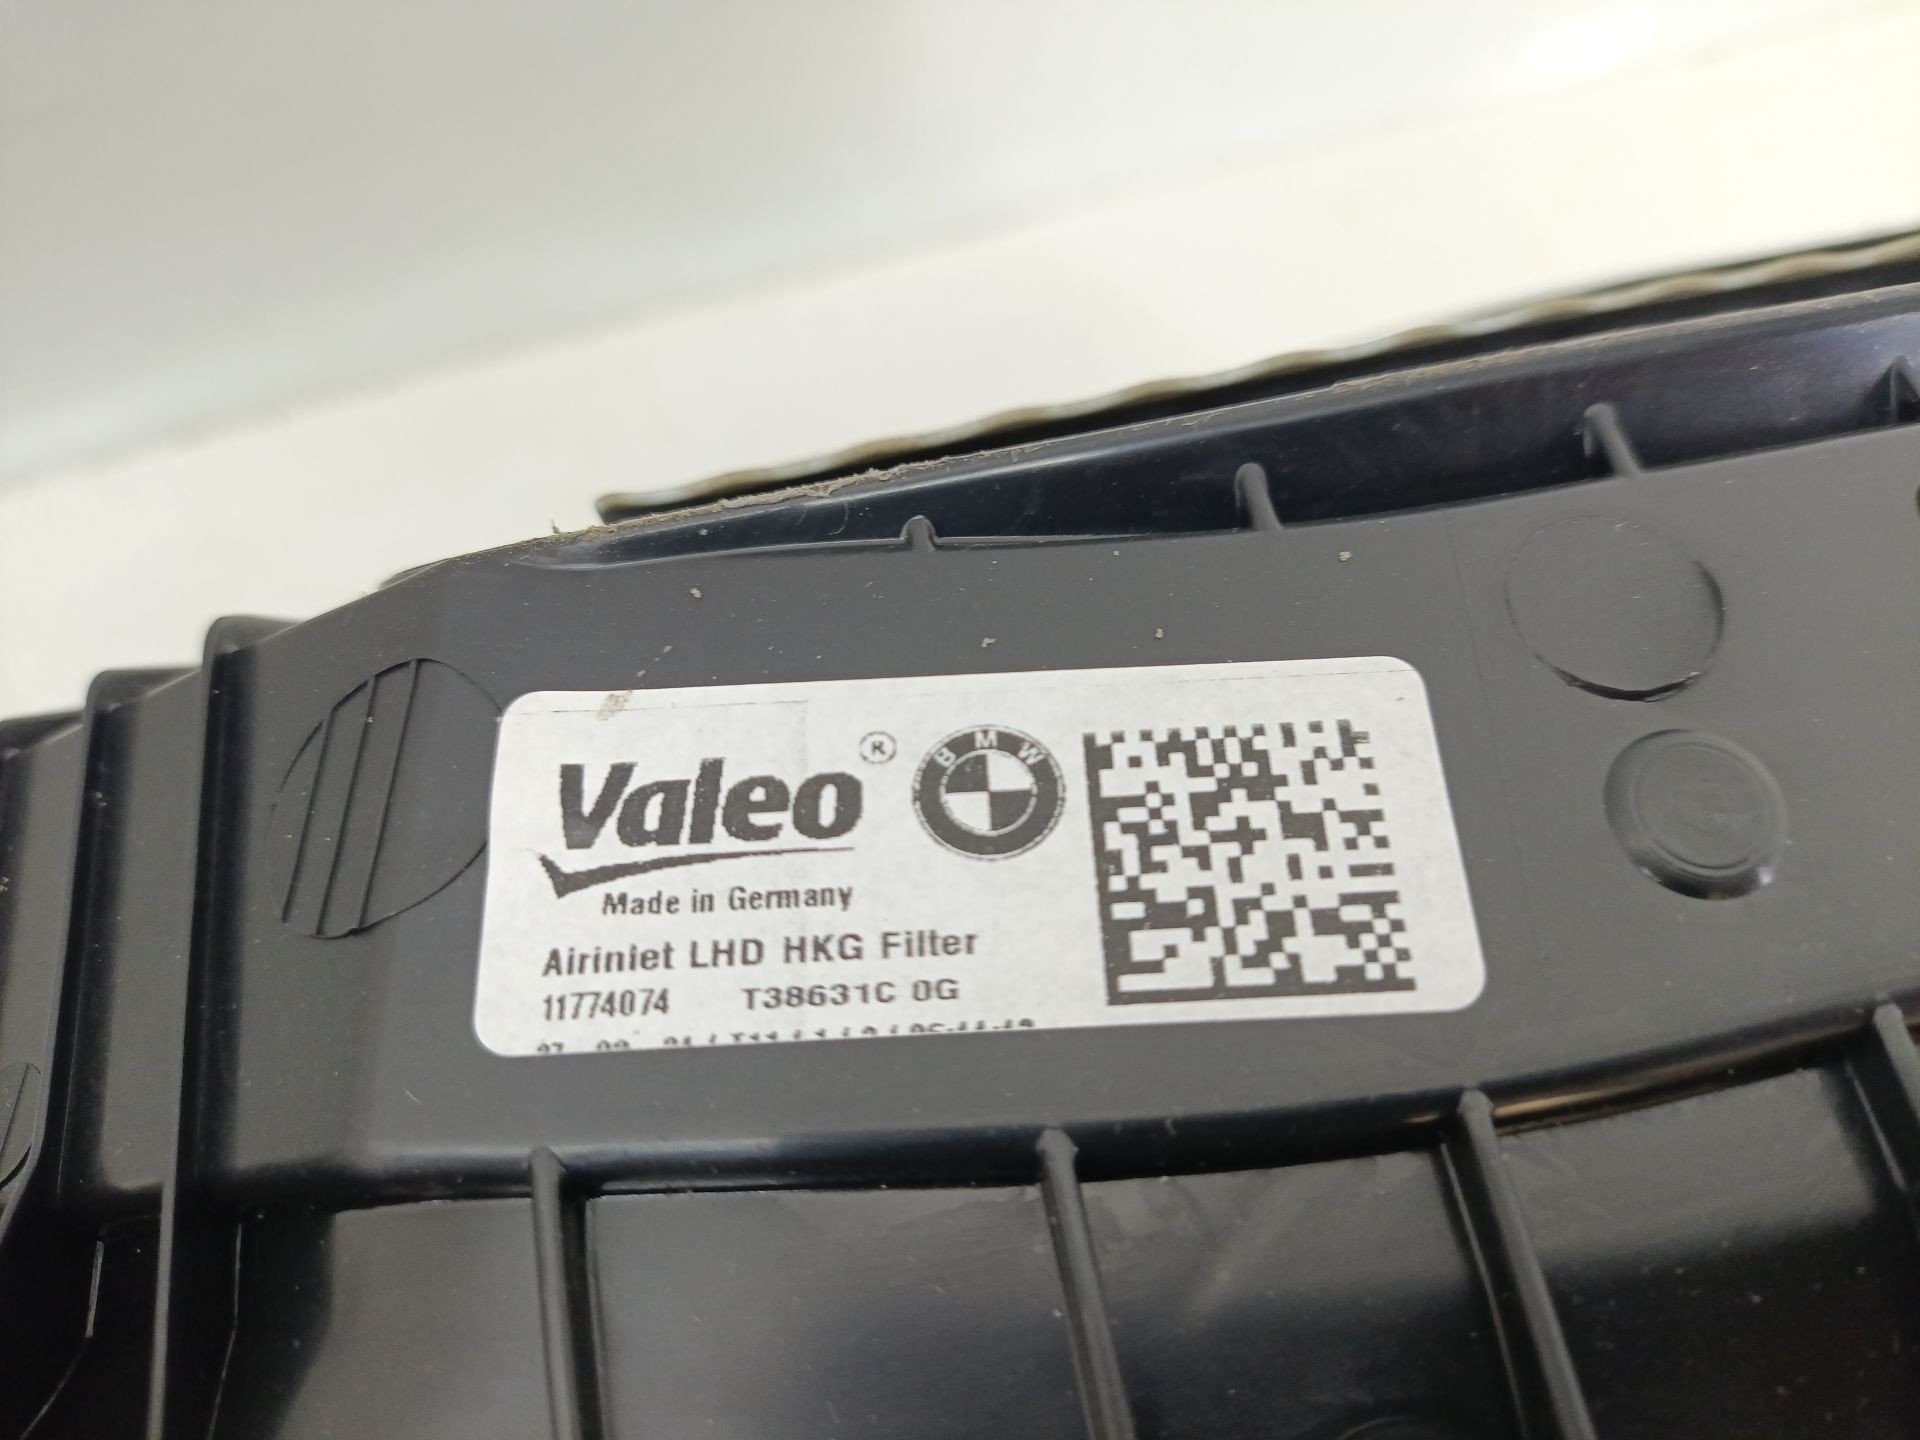 Valeo ®
BMW
Made in Germany
Airinlet LHD HKG Filter
11774074 T38631C 0G